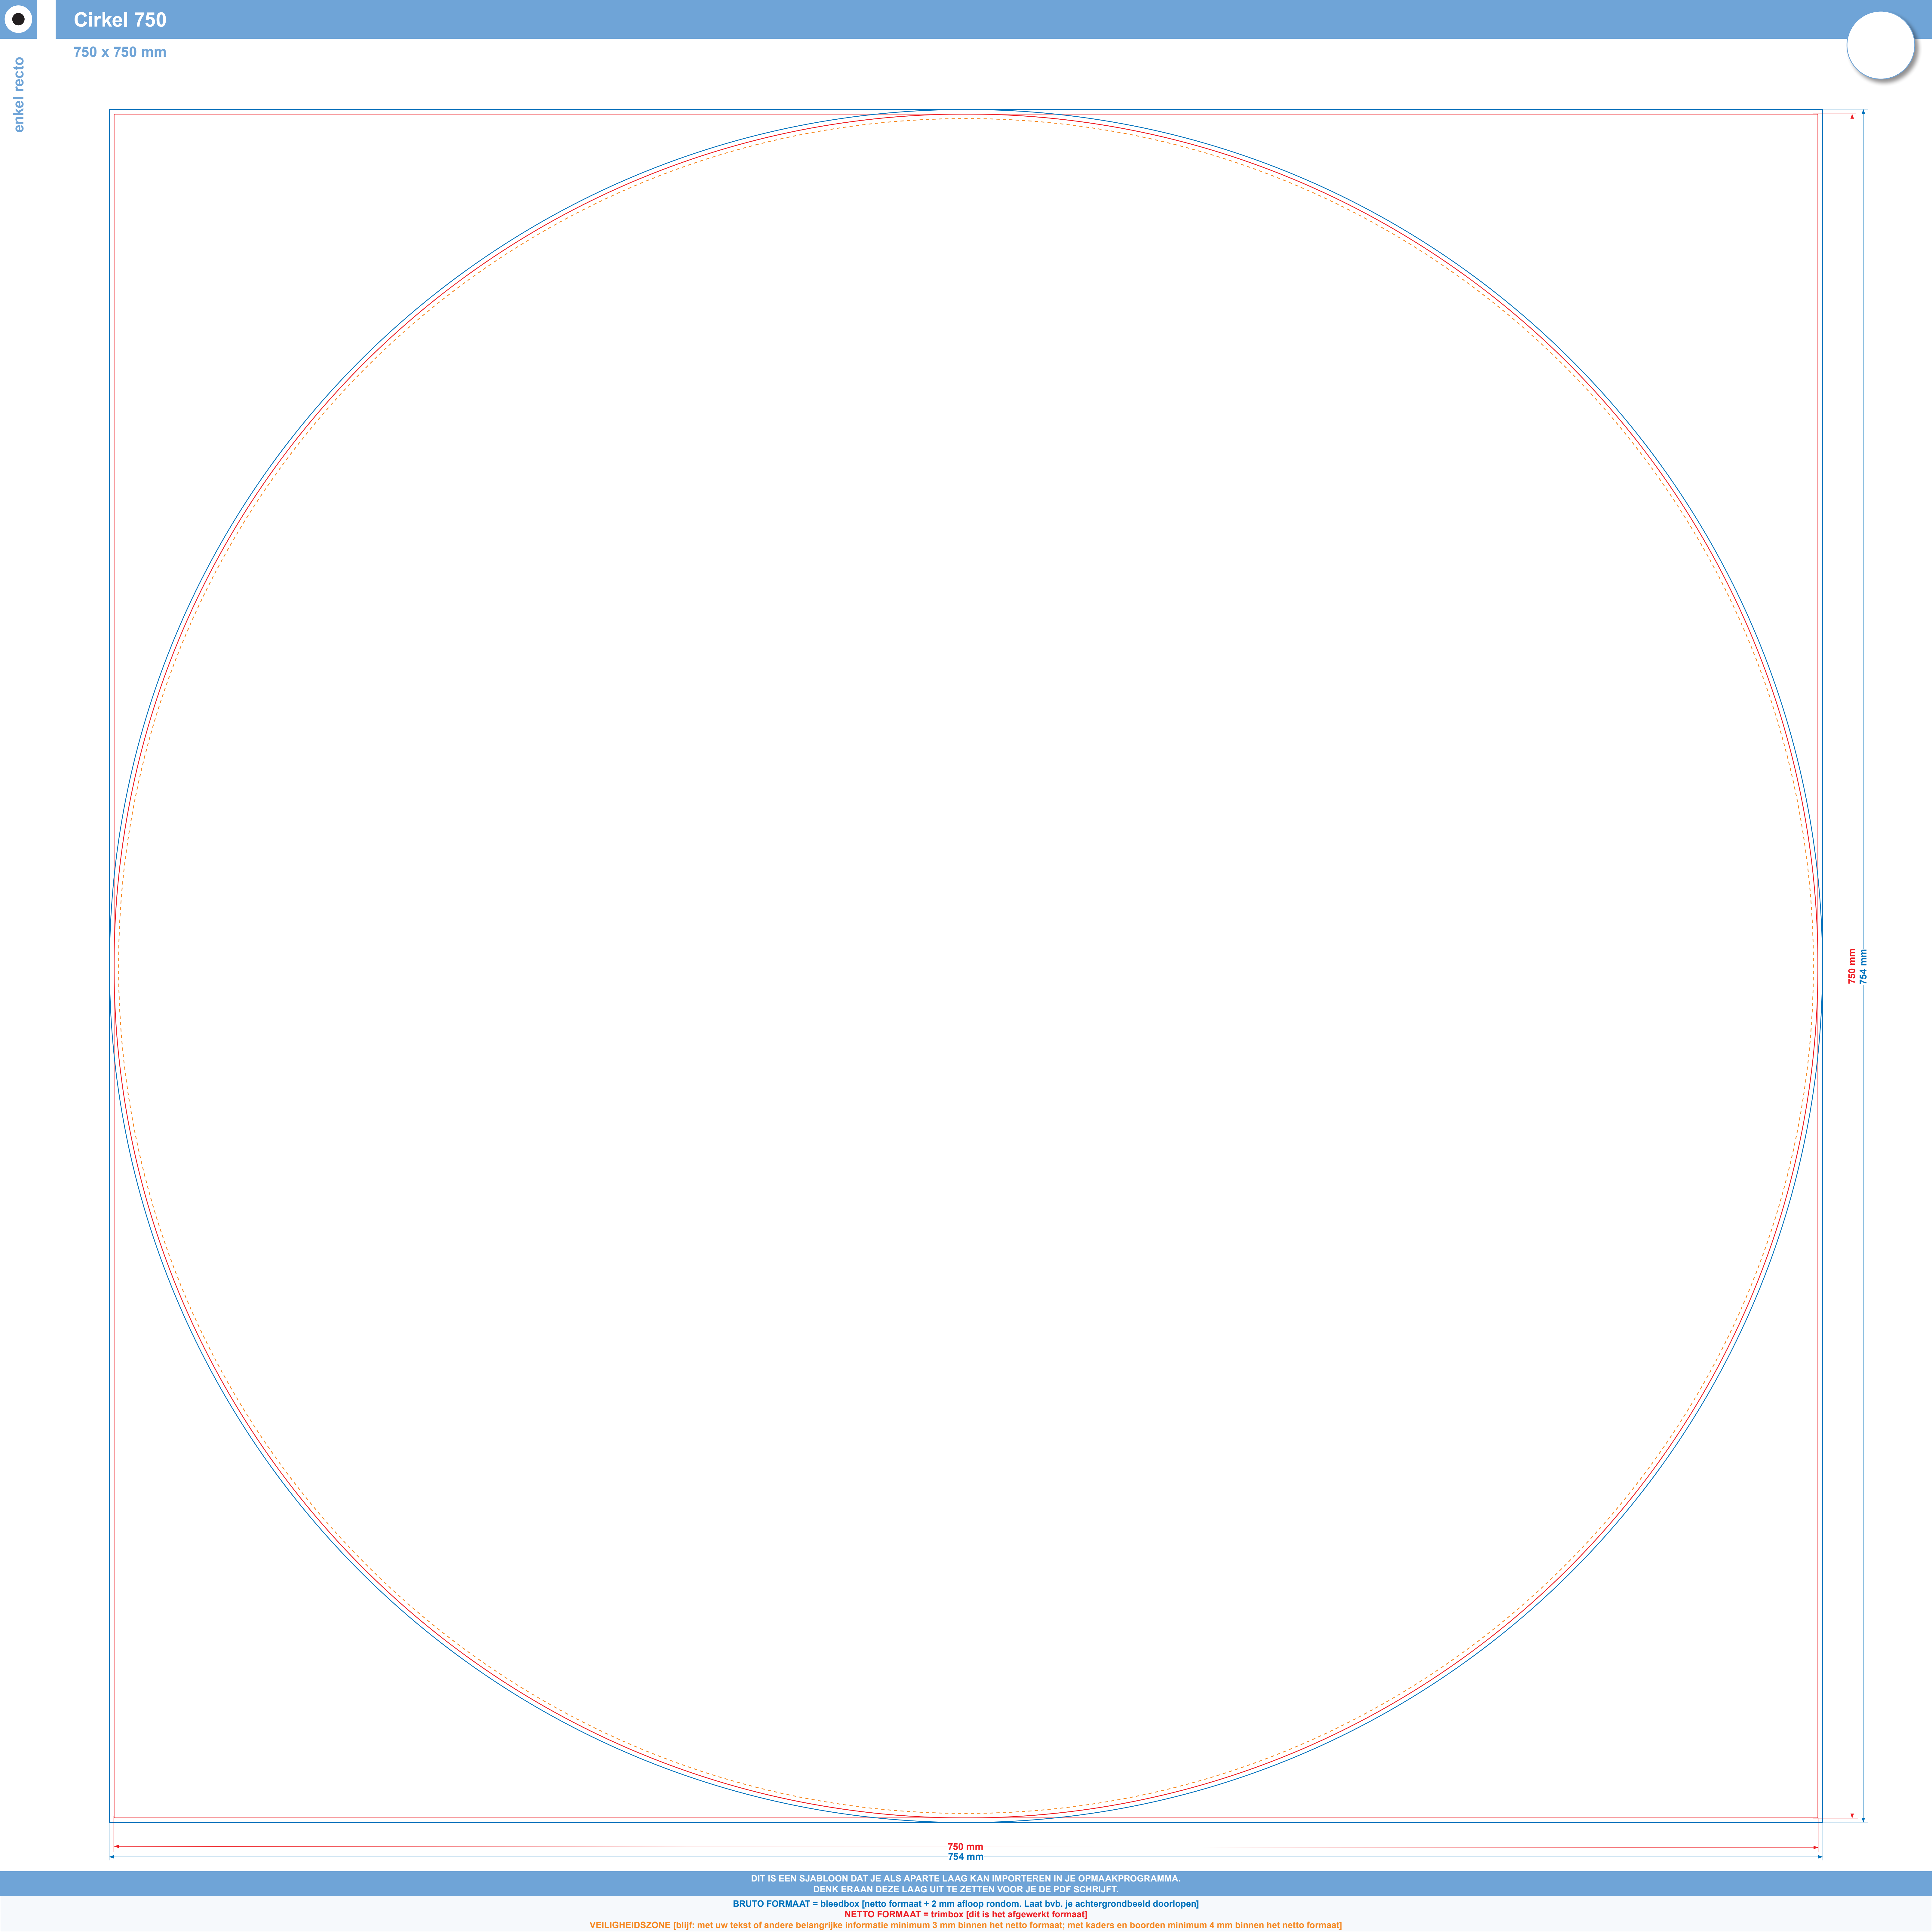 Cirkel 750
750 x 750 mm
enkel recto
750 mm
754 mm
750 mm
754 mm
DIT IS EEN SJABLOON DAT JE ALS APARTE LAAG KAN IMPORTEREN IN JE OPMAAKPROGRAMMA.
DENK ERAAN DEZE LAAG UIT TE ZETTEN VOOR JE DE PDF SCHRIJFT.
BRUTO FORMAAT = bleedbox [netto formaat + 2 mm afloop rondom. Laat bvb. je achtergrondbeeld doorlopen]
NETTO FORMAAT = trimbox [dit is het afgewerkt formaat]
VEILIGHEIDSZONE [blijf: met uw tekst of andere belangrijke informatie minimum 3 mm binnen het netto formaat; met kaders en boorden minimum 4 mm binnen het netto formaat]